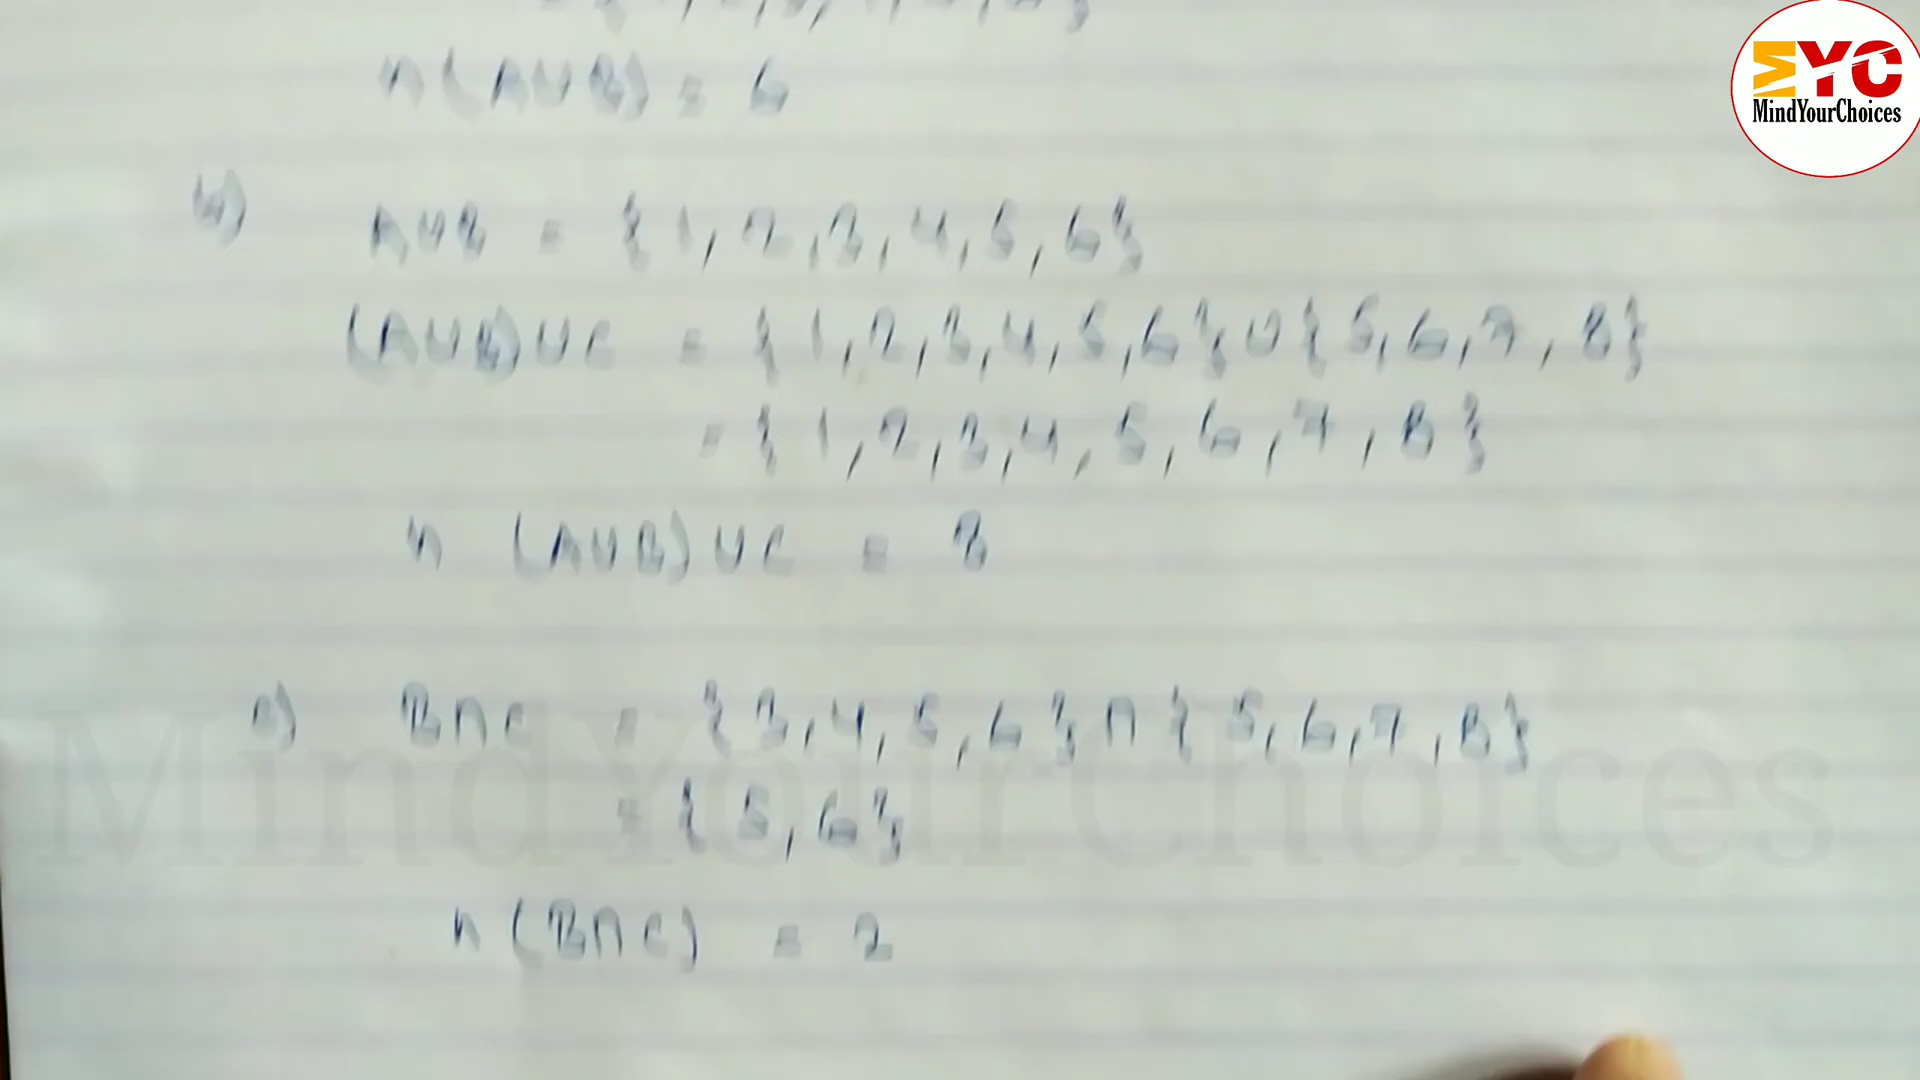 n(A∪B) = 6
MYC
MindYourChoices
b) A∪B = {1,2,3,4,5,6}
(A∪B)∪C = {1,2,3,4,5,6}∪{5,6,7,8}
= {1,2,3,4,5,6,7,8}
n (A∪B)∪C = 8
c) B∩C = {3,4,5,6}∩{5,6,7,8}
= {5,6}
n(B∩C) = 2
MindYourChoices